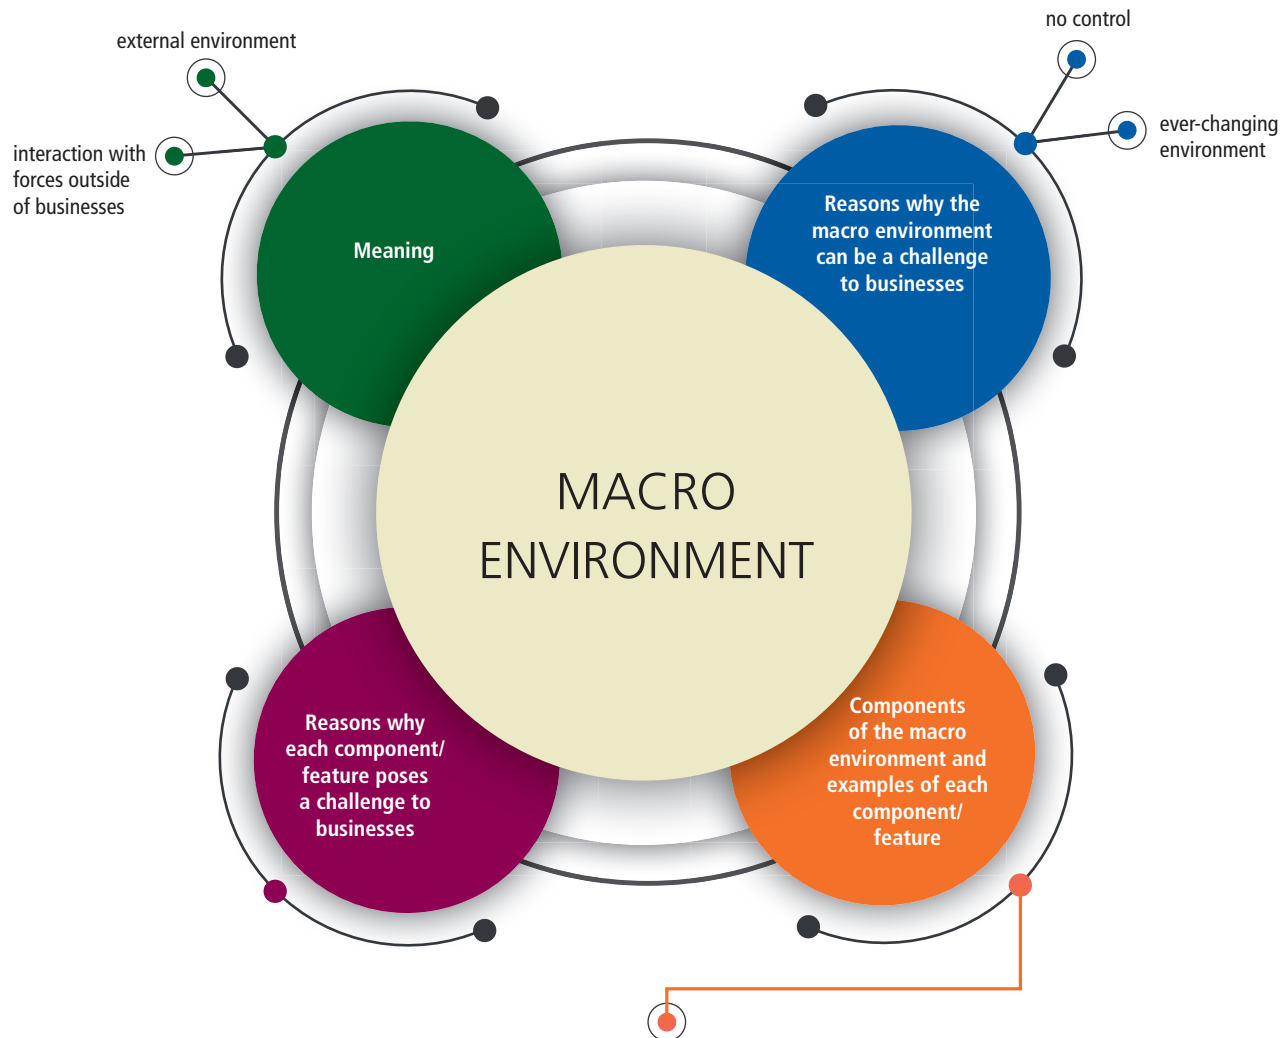 external environment
interaction with
forces outside
of businesses
Meaning
no control
ever-changing
environment
Reasons why the
macro environment
can be a challenge
to businesses
MACRO
ENVIRONMENT
Reasons why
each component/
feature poses
a challenge to
businesses
Components
of the macro
environment and
examples of each
component/
feature